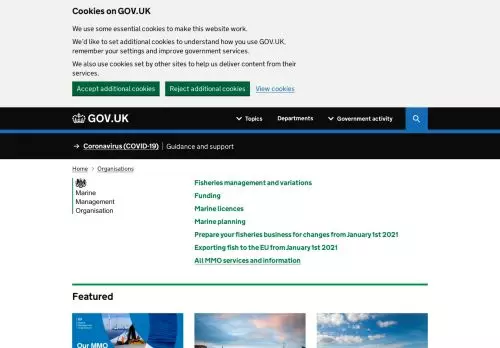 Cookies on GOV.UK
We use some essential cookies to make this website work.
We'd like to set additional cookies to understand how you use GOV.UK,
remember your settings and improve government services.
We also use cookies set by other sites to help us deliver content from their
services.
Accept additional cookies
Reject additional cookies
View cookies
GOV.UK
Topics
Departments
Government activity
→ Coronavirus (COVID-19) | Guidance and support
Home > Organisations
Marine
Management
Organisation
Fisheries management and variations
Funding
Marine licences
Marine planning
Prepare your fisheries business for changes from January 1st 2021
Exporting fish to the EU from January 1st 2021
All MMO services and information
Featured
Our MMO